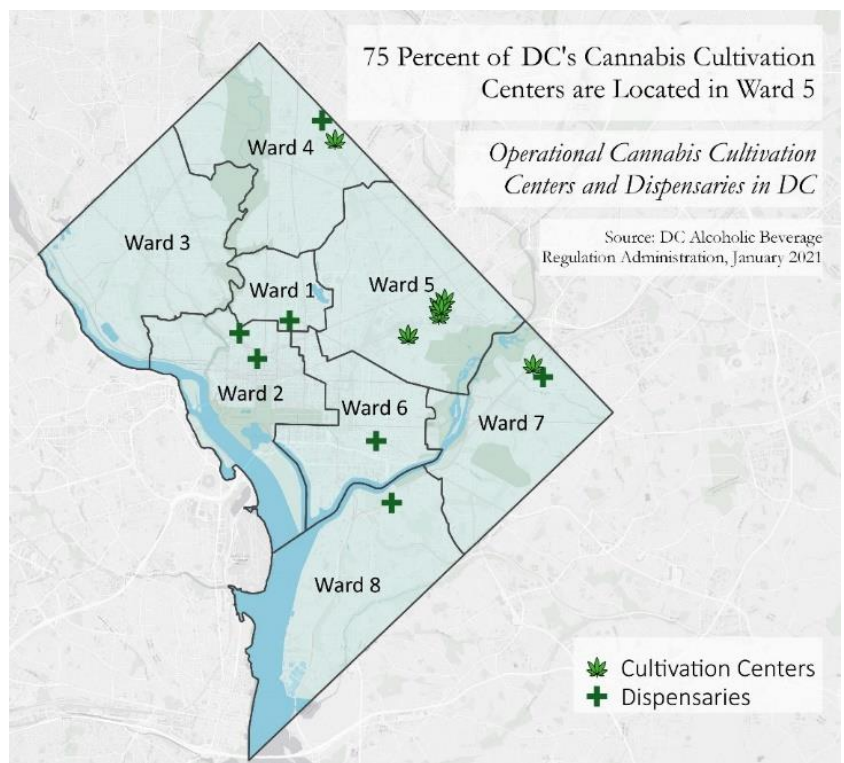 75 Percent of DC's Cannabis Cultivation
Centers are Located in Ward 5
Operational Cannabis Cultivation
Centers and Dispensaries in DC
Source: DC Alcoholic Beverage
Regulation Administration, January 2021
Ward 4
Ward 3
Ward 5
Ward 1
Ward 2
Ward 6
Ward 7
Ward 8
Cultivation Centers
Dispensaries